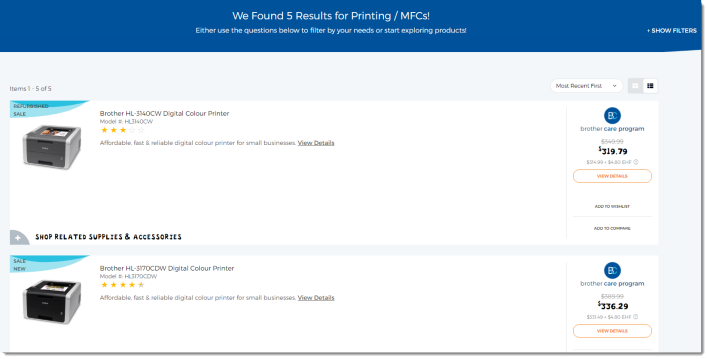 We Found 5 Results for Printing / MFCs!
Either use the questions below to filter by your needs or start exploring products!
+ SHOW FILTERS
Items 1 - 5 of 5
Most Recent First
REFURBISHED
SALE
Brother HL-3140CW Digital Colour Printer
Model #: HL3140CW
Affordable, fast & reliable digital colour printer for small businesses. View Details
BC
brother care program
$349.99
$319.79
$314.99 + $4.80 EHF
VIEW DETAILS
ADD TO WISHLIST
ADD TO COMPARE
+ SHOP RELATED SUPPLIES & ACCESSORIES
SALE
NEW
Brother HL-3170CDW Digital Colour Printer
Model #: HL3170CDW
Affordable, fast & reliable digital colour printer for small businesses. View Details
BC
brother care program
$389.99
$336.29
$331.49 + $4.80 EHF
VIEW DETAILS